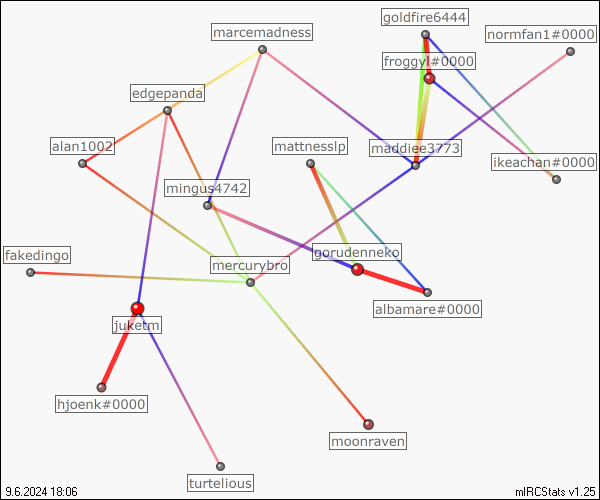 goldfire6444
marcemadness
normfan1#0000
froggyl#0000
edgepanda
alan1002
mattnesslp
maddiee3773
ikeachan#0000
mingus4742
fakedingo
gorudenneko
mercurybro
albamare#0000
juketm
hjoenk#0000
moonraven
turtelious
9.6.2024 18:06
mIRCStats v1.25